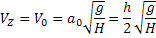 V_Z = V_0 = a_0 √(g/H) = h/2 √(g/H)